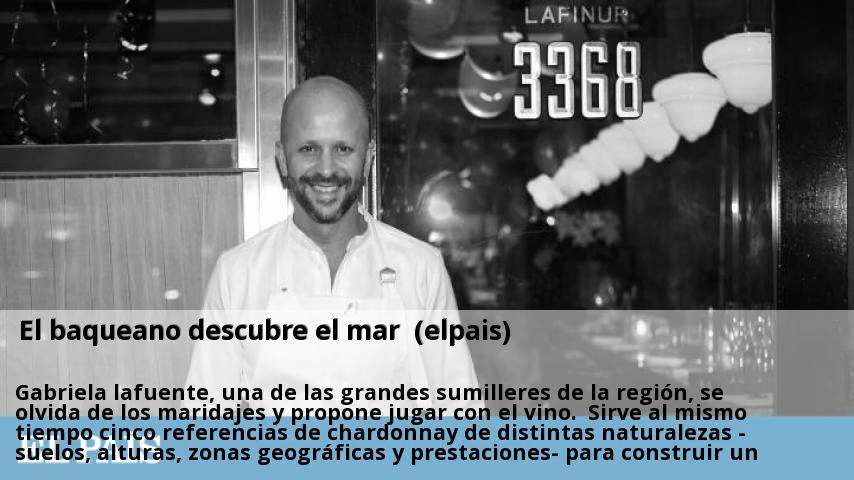 LAFINUR
3368
El baqueano descubre el mar (elpais)
Gabriela lafuente, una de las grandes sumilleres de la región, se
olvida de los maridajes y propone jugar con el vino. Sirve al mismo
tiempo cinco referencias de chardonnay de distintas naturalezas -
suelos, alturas, zonas geográficas y prestaciones- para construir un
EL PAÍS